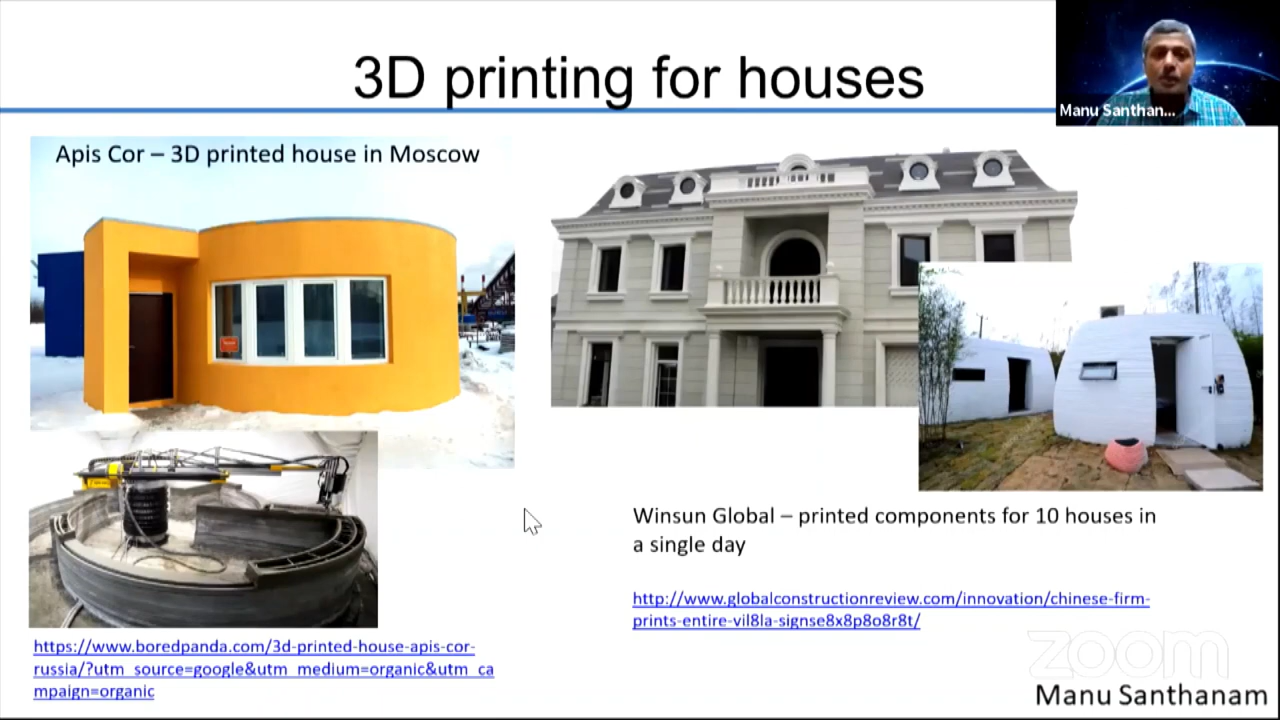 3D printing for houses
Manu Santhan...
Apis Cor – 3D printed house in Moscow
https://www.boredpanda.com/3d-printed-house-apis-cor-
russia/?utm_source=google&utm_medium=organic&utm_ca
mpaign=organic
Winsun Global – printed components for 10 houses in
a single day
http://www.globalconstructionreview.com/innovation/chinese-firm-
prints-entire-vil8la-signse8x8p8o8r8t/
zoom
Manu Santhanam